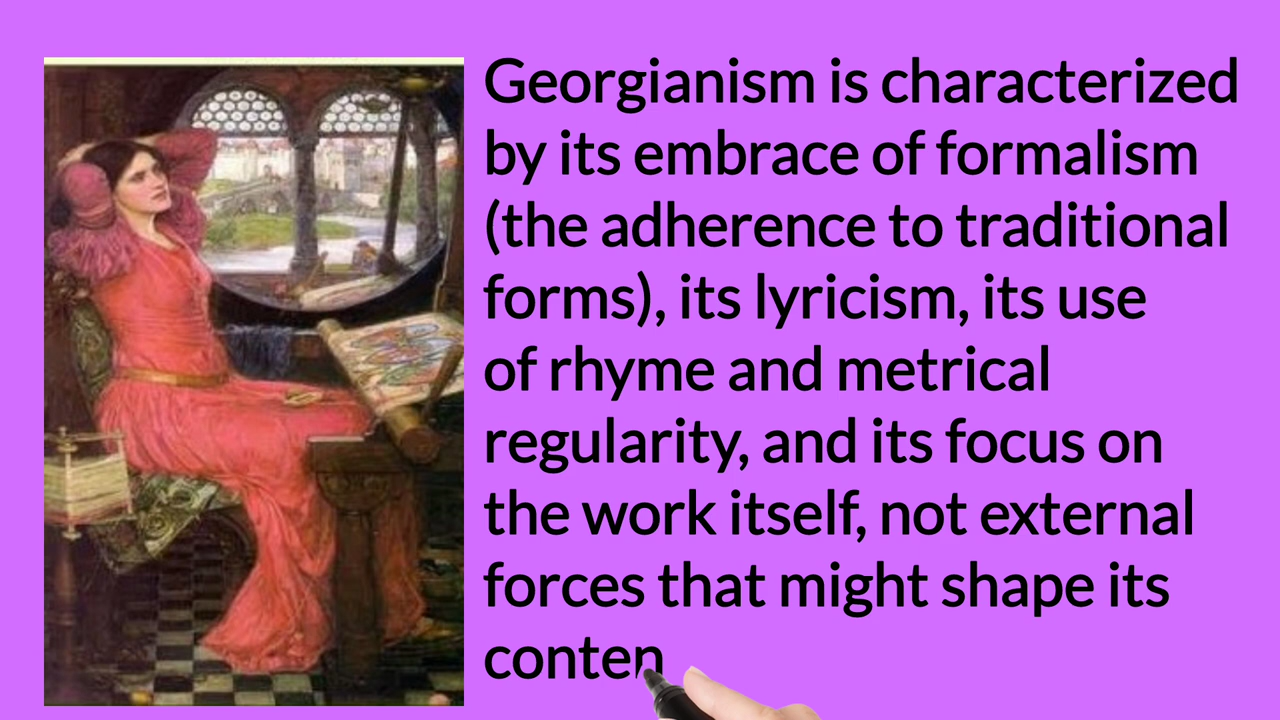 Georgianism is characterized
by its embrace of formalism
(the adherence to traditional
forms), its lyricism, its use
of rhyme and metrical
regularity, and its focus on
the work itself, not external
forces that might shape its
conten